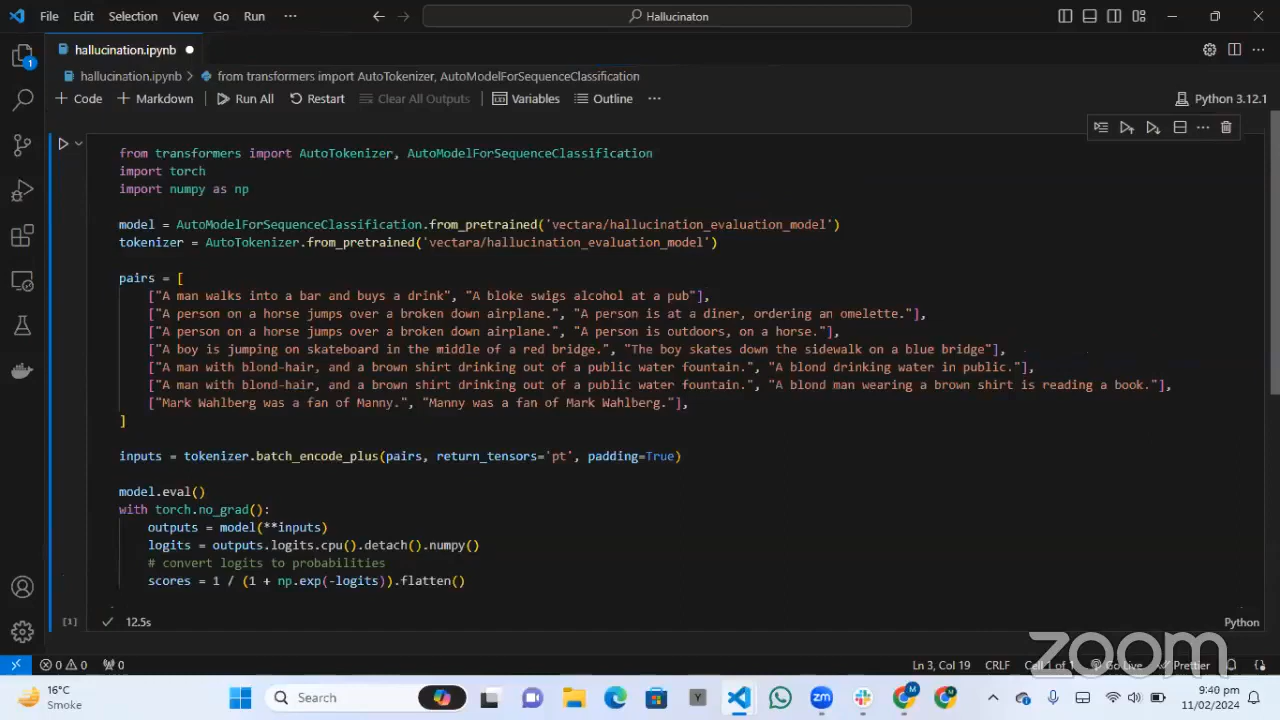 File Edit Selection View Go Run ··· Hallucinaton
hallucination.ipynb
1
hallucination.ipynb > from transformers import AutoTokenizer, AutoModelForSequenceClassification
+ Code + Markdown Run All Restart Clear All Outputs Variables Outline ··· Python 3.12.1
from transformers import AutoTokenizer, AutoModelForSequenceClassification
import torch
import numpy as np
model = AutoModelForSequenceClassification.from_pretrained('vectara/hallucination_evaluation_model')
tokenizer = AutoTokenizer.from_pretrained('vectara/hallucination_evaluation_model')
pairs = [
["A man walks into a bar and buys a drink", "A bloke swigs alcohol at a pub"],
["A person on a horse jumps over a broken down airplane.", "A person is at a diner, ordering an omelette."],
["A person on a horse jumps over a broken down airplane.", "A person is outdoors, on a horse."],
["A boy is jumping on skateboard in the middle of a red bridge.", "The boy skates down the sidewalk on a blue bridge"],
["A man with blond-hair, and a brown shirt drinking out of a public water fountain.", "A blond drinking water in public."],
["A man with blond-hair, and a brown shirt drinking out of a public water fountain.", "A blond man wearing a brown shirt is reading a book."],
["Mark Wahlberg was a fan of Manny.", "Manny was a fan of Mark Wahlberg."],
]
inputs = tokenizer.batch_encode_plus(pairs, return_tensors='pt', padding=True)
model.eval()
with torch.no_grad():
outputs = model(**inputs)
logits = outputs.logits.cpu().detach().numpy()
# convert logits to probabilities
scores = 1 / (1 + np.exp(-logits)).flatten()
[1] 12.5s Python
zoom
0 0 0 Ln 3, Col 19 CRLF Cell 1 of 1 Go Live Prettier
16°C
Smoke
Search
9:40 pm
11/02/2024